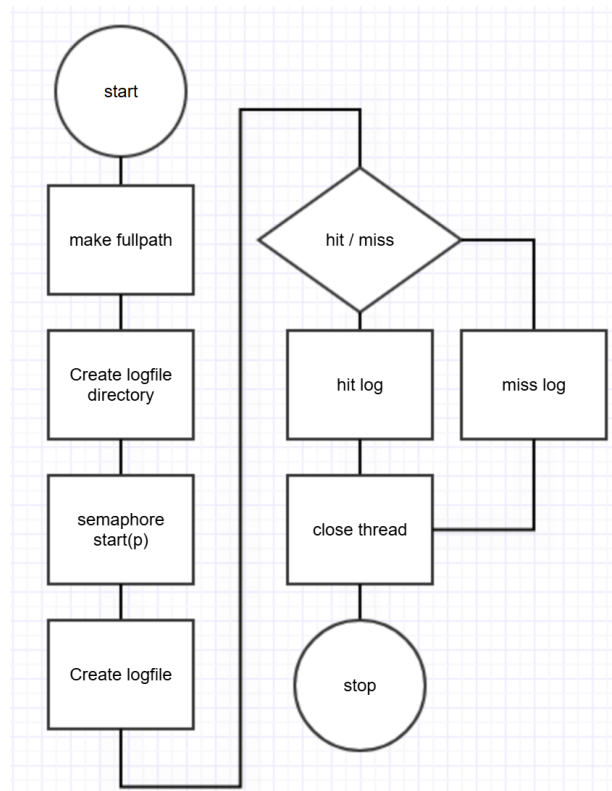 start
make fullpath
Create logfile
directory
semaphore
start(p)
Create logfile
hit / miss
hit log
miss log
close thread
stop